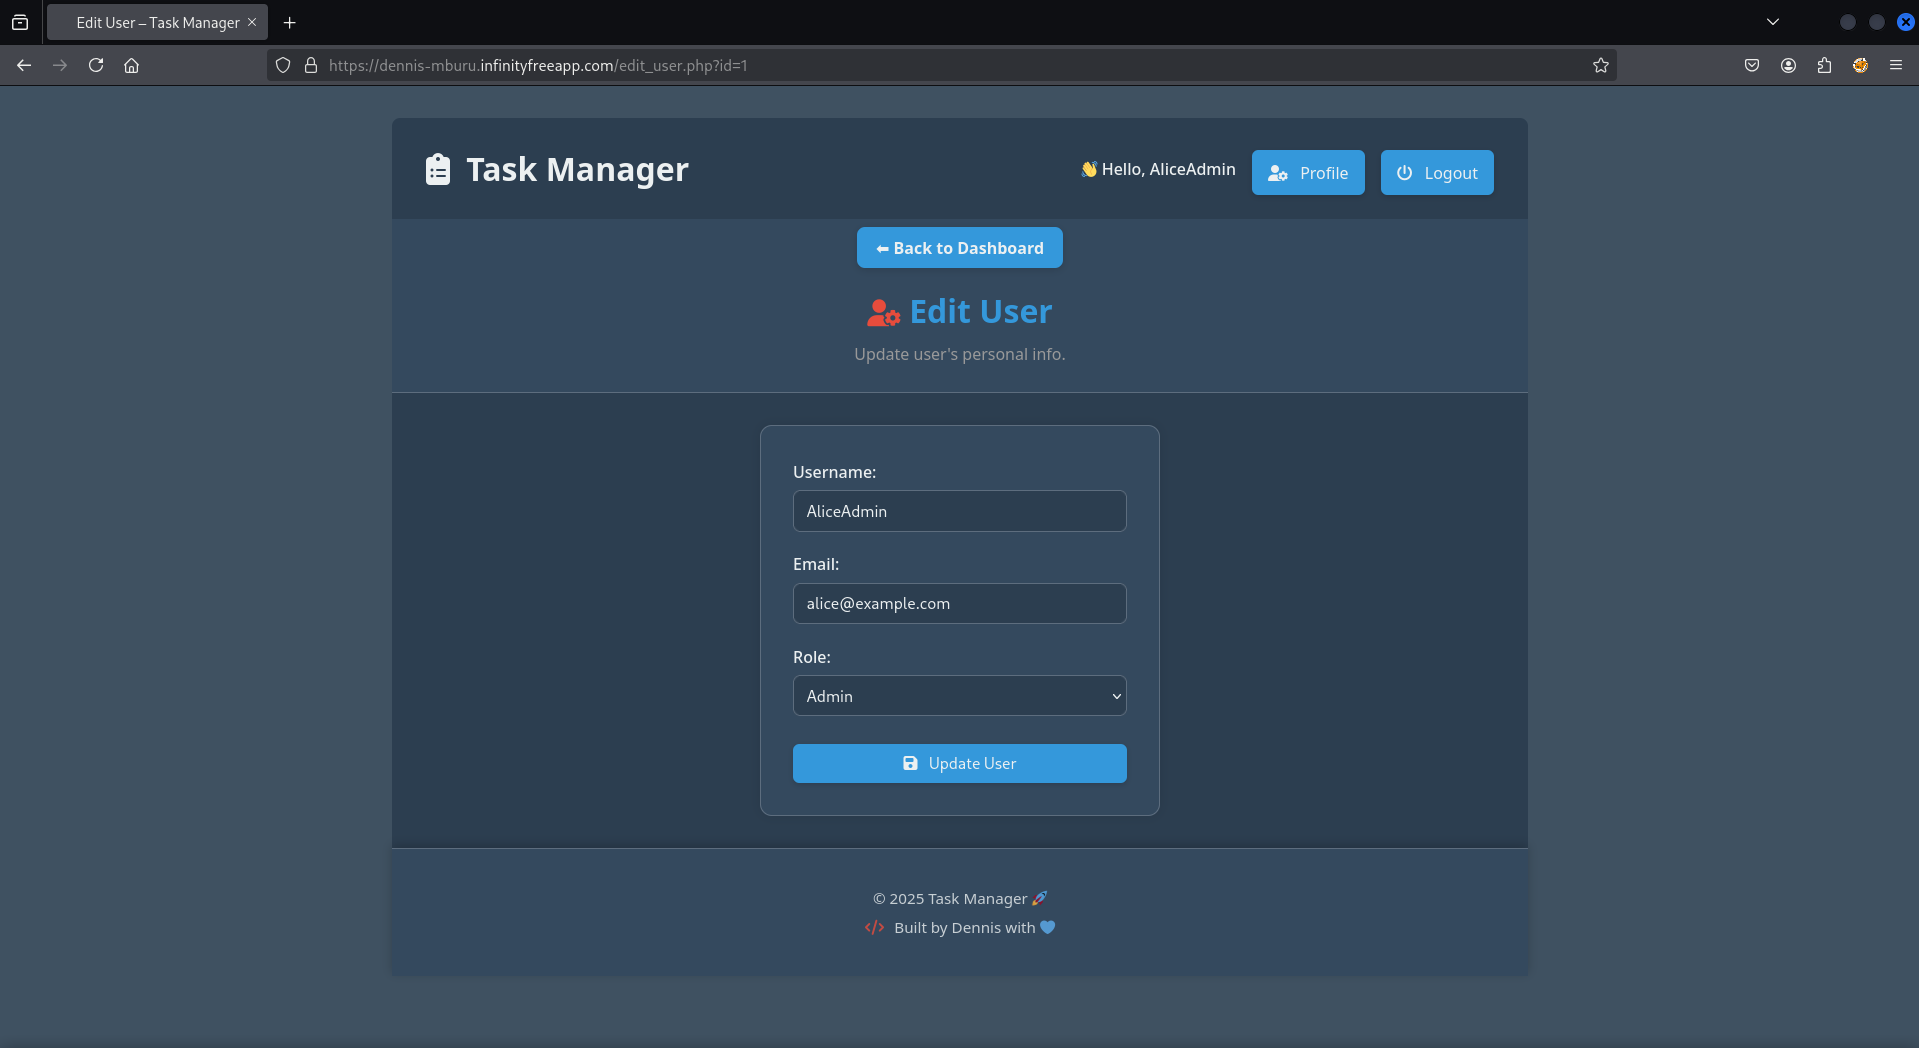 Edit User – Task Manager
https://dennis-mburu.infinityfreeapp.com/edit_user.php?id=1
Task Manager
👋 Hello, AliceAdmin
Profile
Logout
⬅ Back to Dashboard
Edit User
Update user's personal info.
Username:
AliceAdmin
Email:
alice@example.com
Role:
Admin
Update User
© 2025 Task Manager 🚀
</> Built by Dennis with 💙